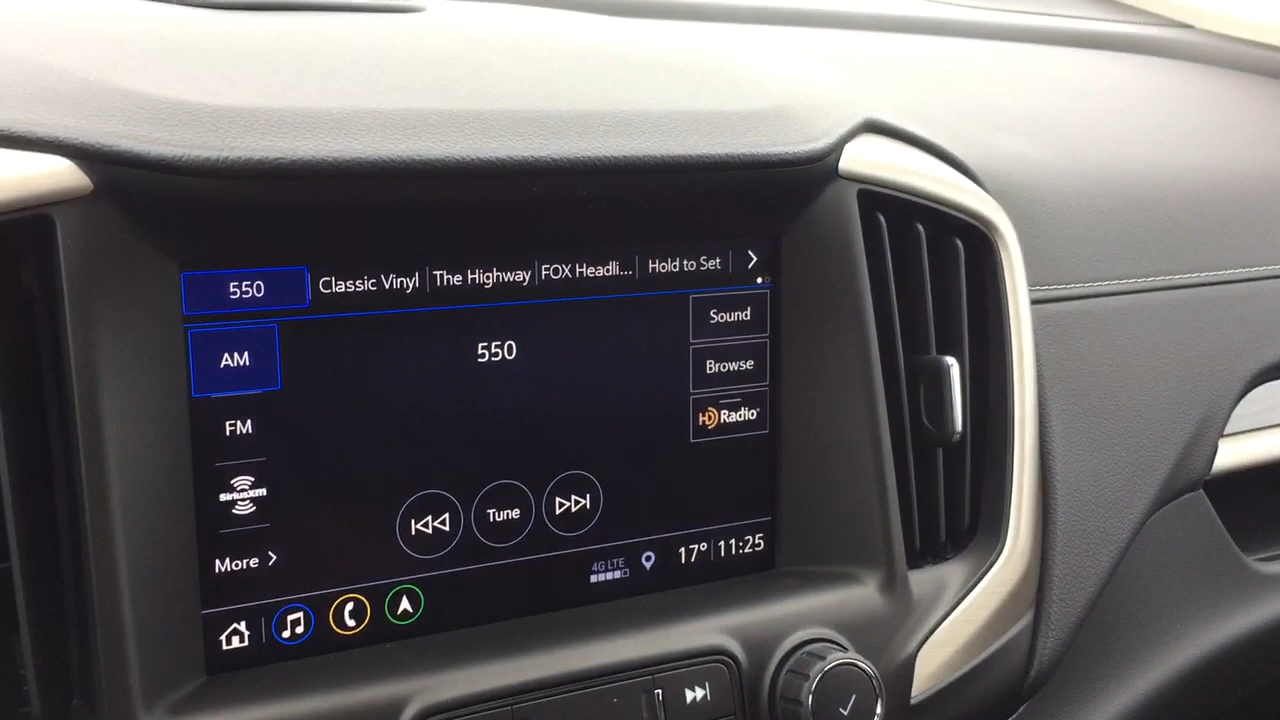 550
Classic Vinyl
The Highway
FOX Headli...
Hold to Set
AM
550
Sound
Browse
HD Radio
FM
SiriusXM
Tune
More
4G LTE
17° 11:25